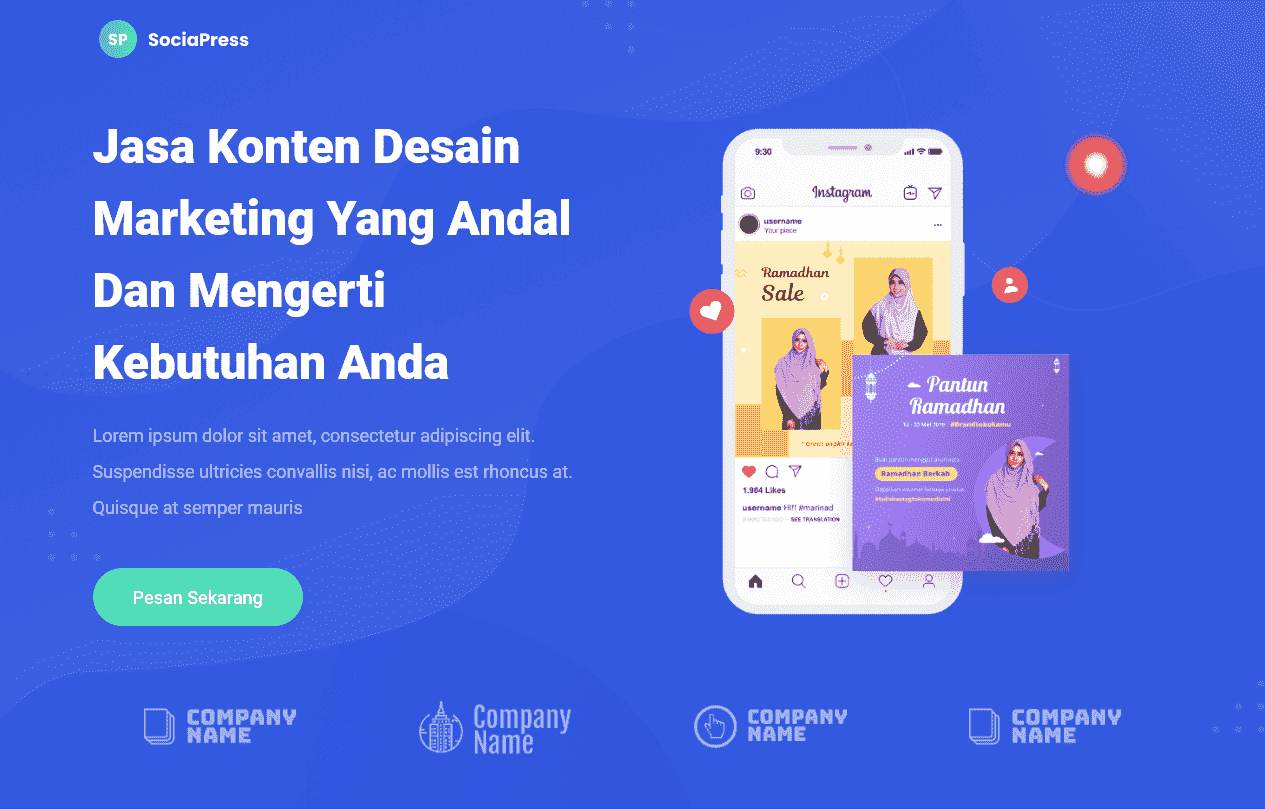 SP SociaPress
Jasa Konten Desain
Marketing Yang Andal
Dan Mengerti
Kebutuhan Anda
Lorem ipsum dolor sit amet, consectetur adipiscing elit.
Suspendisse ultricies convallis nisi, ac mollis est rhoncus at.
Quisque at semper mauris
Pesan Sekarang
9:30
Instagram
username
Your place
Ramadhan
Sale
1.984 Likes
username Hi!! #marinad
SEE TRANSLATION
Pantun
Ramadhan
#BrandTokokamu
Ramadhan Berkah
COMPANY
NAME
Company
Name
COMPANY
NAME
COMPANY
NAME